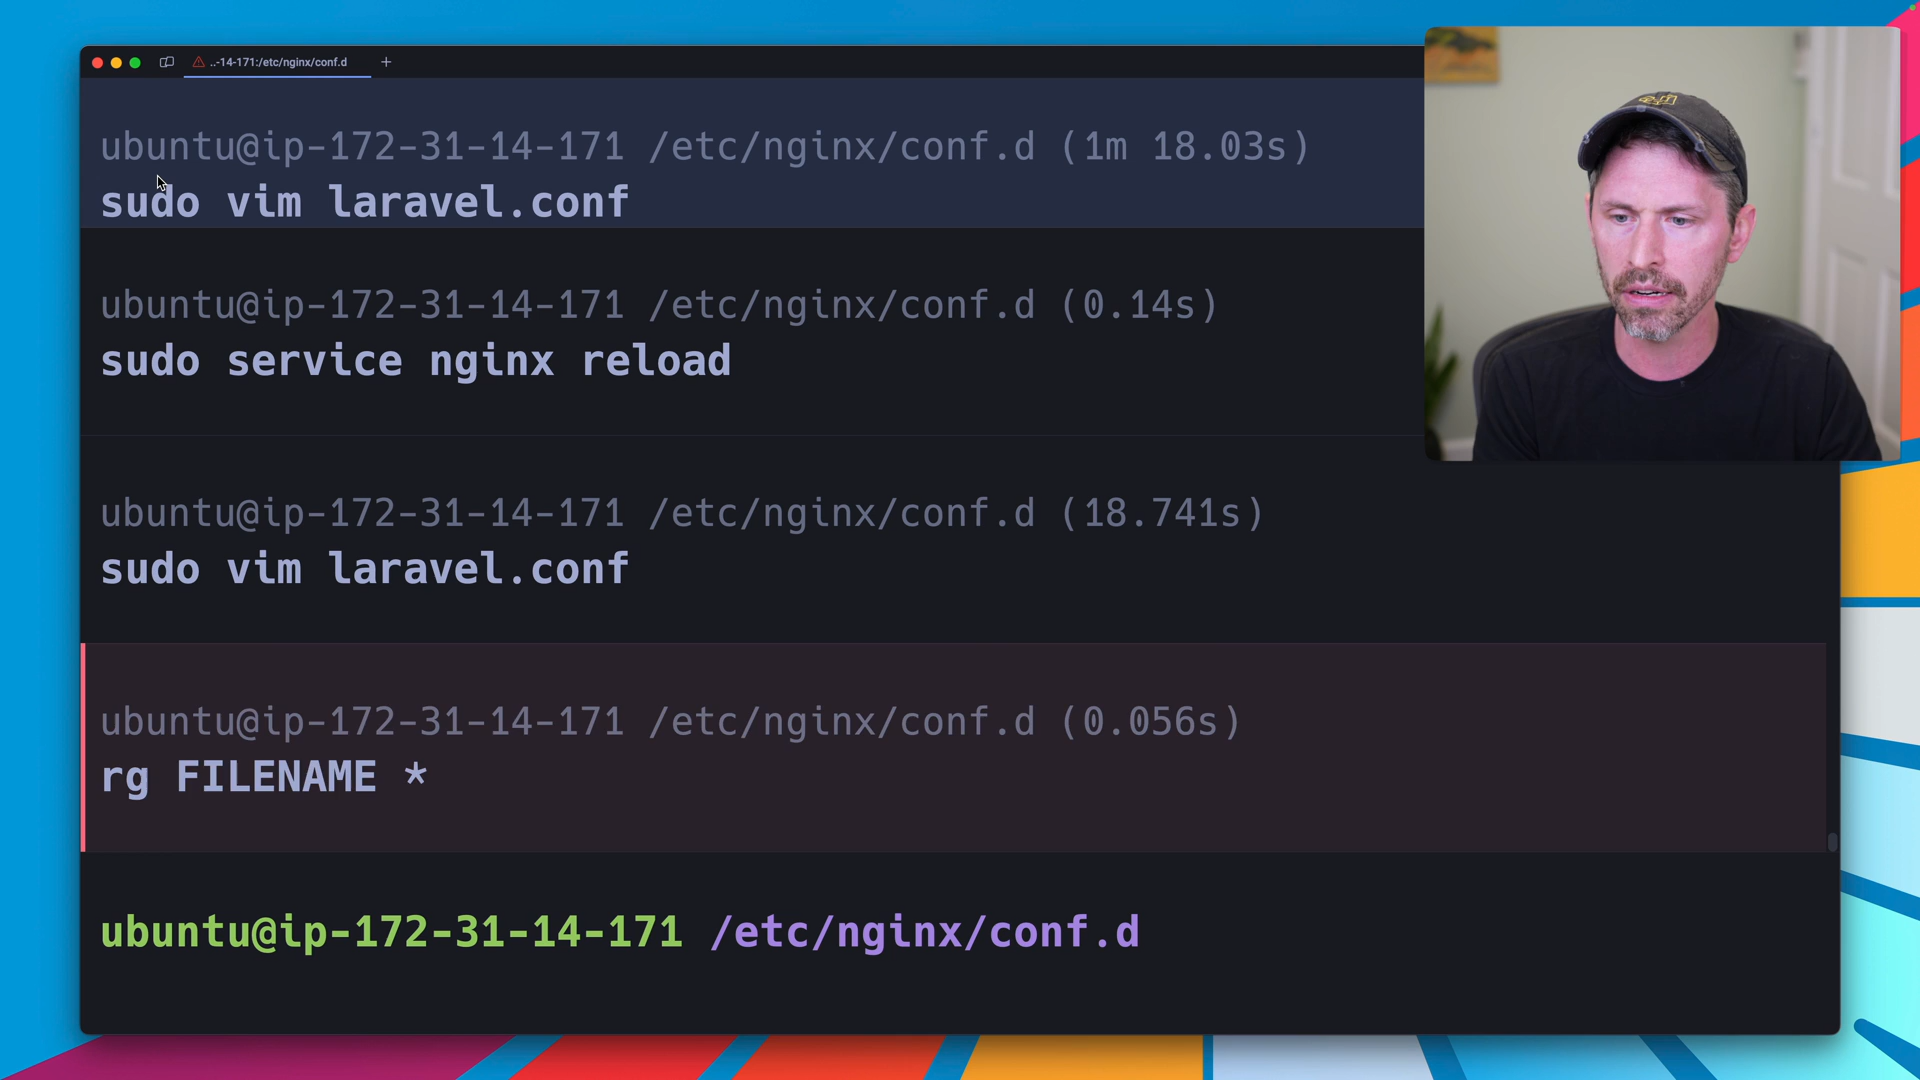 ..-14-171:/etc/nginx/conf.d
ubuntu@ip-172-31-14-171 /etc/nginx/conf.d (1m 18.03s)
sudo vim laravel.conf
ubuntu@ip-172-31-14-171 /etc/nginx/conf.d (0.14s)
sudo service nginx reload
ubuntu@ip-172-31-14-171 /etc/nginx/conf.d (18.741s)
sudo vim laravel.conf
ubuntu@ip-172-31-14-171 /etc/nginx/conf.d (0.056s)
rg FILENAME *
ubuntu@ip-172-31-14-171 /etc/nginx/conf.d